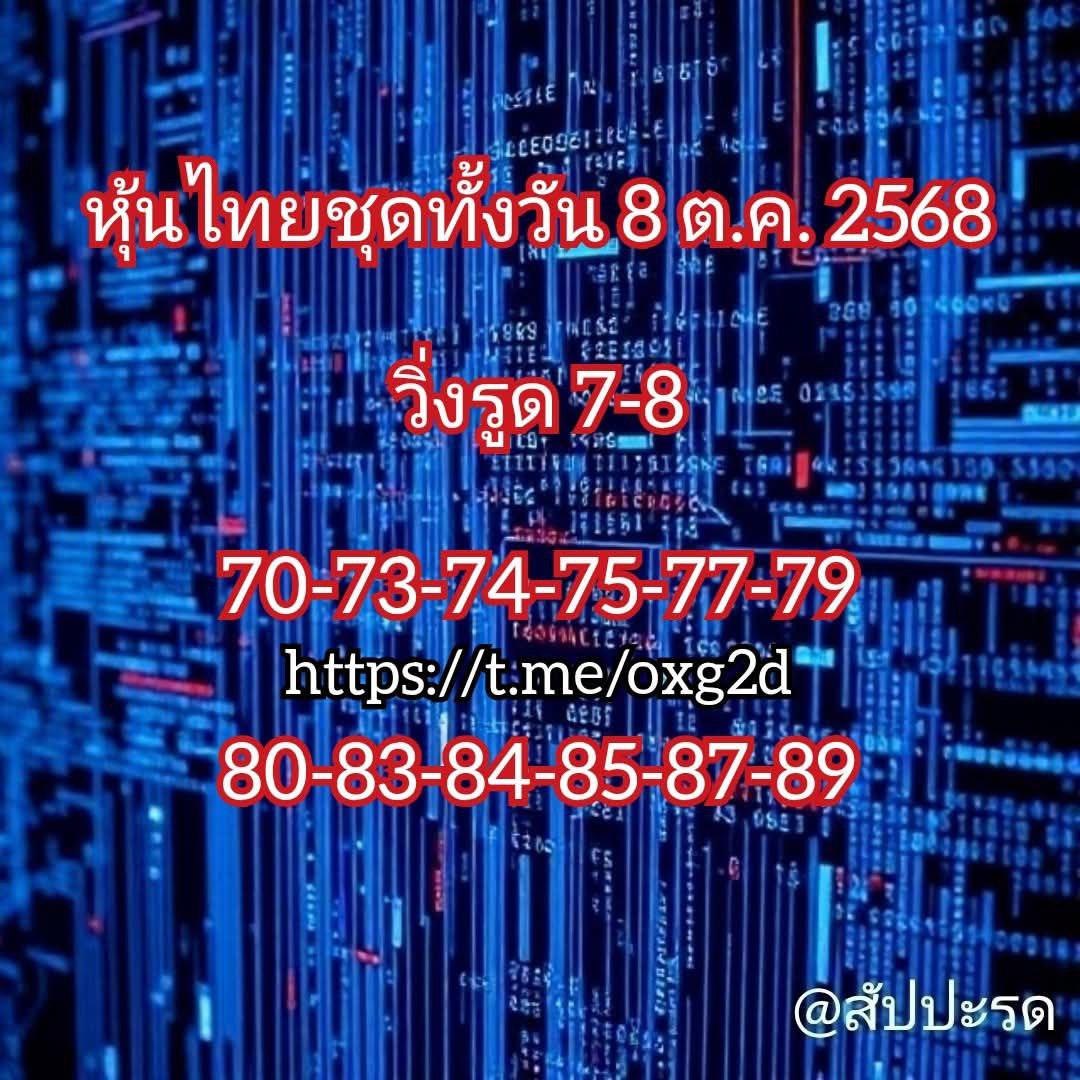 หุ้นไทยชุดทั้งวัน 8 ต.ค. 2568
วิ่งรูด 7-8
70-73-74-75-77-79
https://t.me/oxg2d
80-83-84-85-87-89
@สัปปะรด